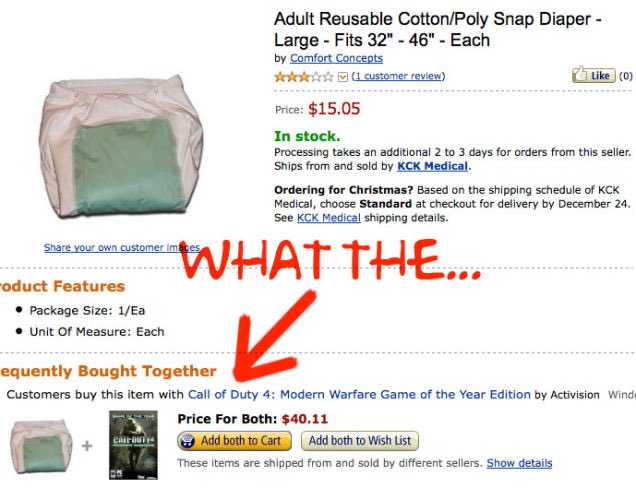 Adult Reusable Cotton/Poly Snap Diaper -
Large - Fits 32" - 46" - Each
by Comfort Concepts
(1 customer review)
Like (0)
Price: $15.05
In stock.
Processing takes an additional 2 to 3 days for orders from this seller.
Ships from and sold by KCK Medical.
Ordering for Christmas? Based on the shipping schedule of KCK
Medical, choose Standard at checkout for delivery by December 24.
See KCK Medical shipping details.
Share your own customer images
WHAT THE...
roduct Features
• Package Size: 1/Ea
• Unit Of Measure: Each
equently Bought Together
Customers buy this item with Call of Duty 4: Modern Warfare Game of the Year Edition by Activision Wind
GAME OF THE YEAR
CALL·DUTY4
+
Price For Both: $40.11
Add both to Cart
Add both to Wish List
These items are shipped from and sold by different sellers. Show details